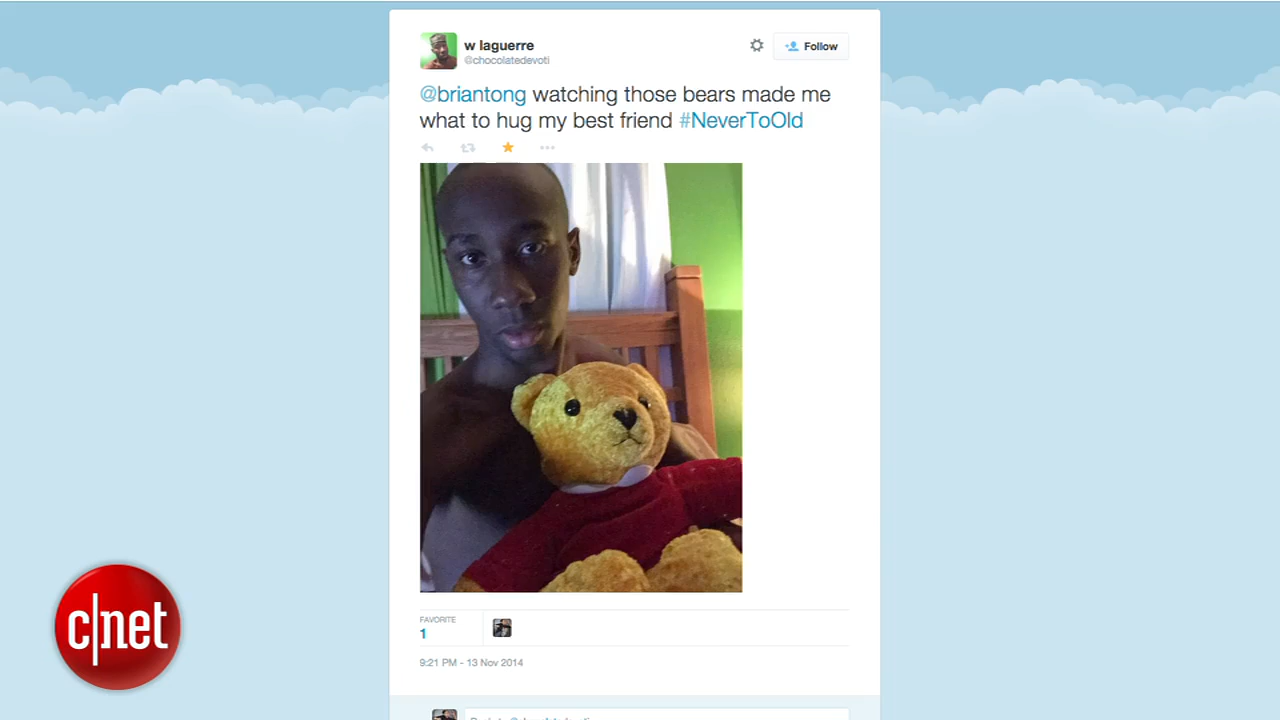 w laguerre
@chocolatedevoti
Follow
@briantong watching those bears made me
what to hug my best friend #NeverToOld
FAVORITE
1
9:21 PM - 13 Nov 2014
c|net